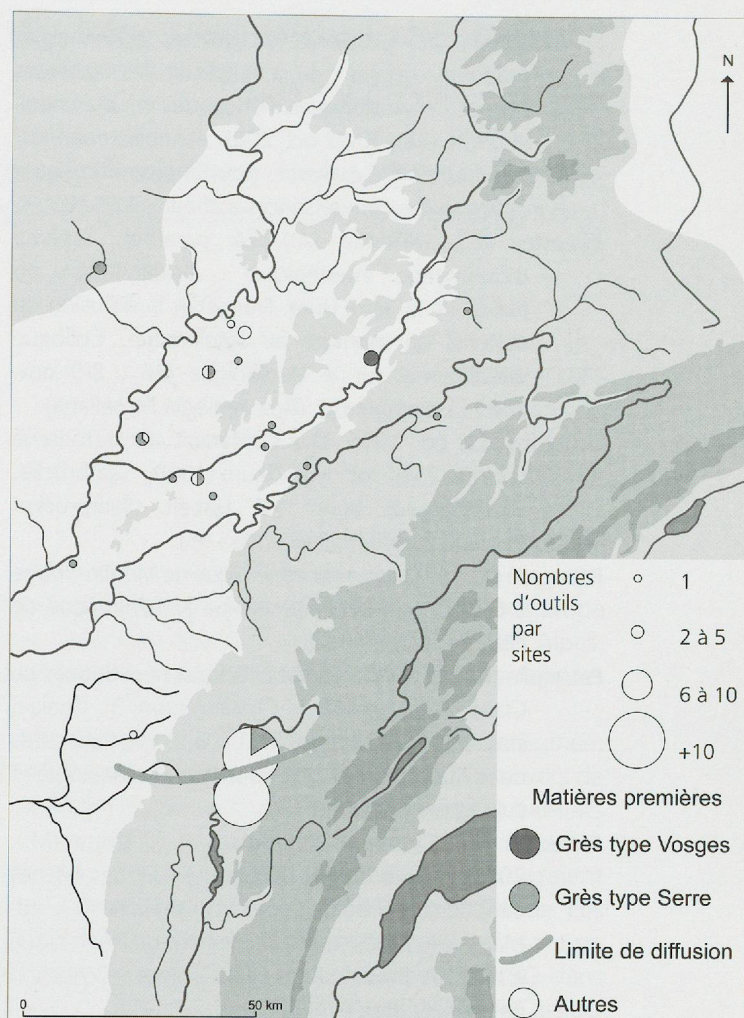 N
Nombres
d'outils
par
sites
1
2 à 5
6 à 10
+10
Matières premières
Grès type Vosges
Grès type Serre
Limite de diffusion
Autres
0
50 km